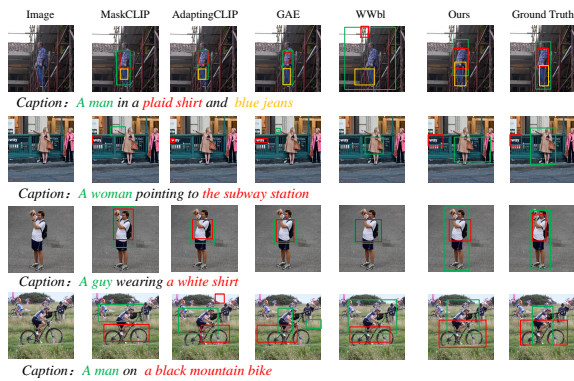 Image MaskCLIP AdaptingCLIP GAE WWbl Ours Ground Truth
Caption: A man in a plaid shirt and blue jeans
Caption: A woman pointing to the subway station
Caption: A guy wearing a white shirt
Caption: A man on a black mountain bike